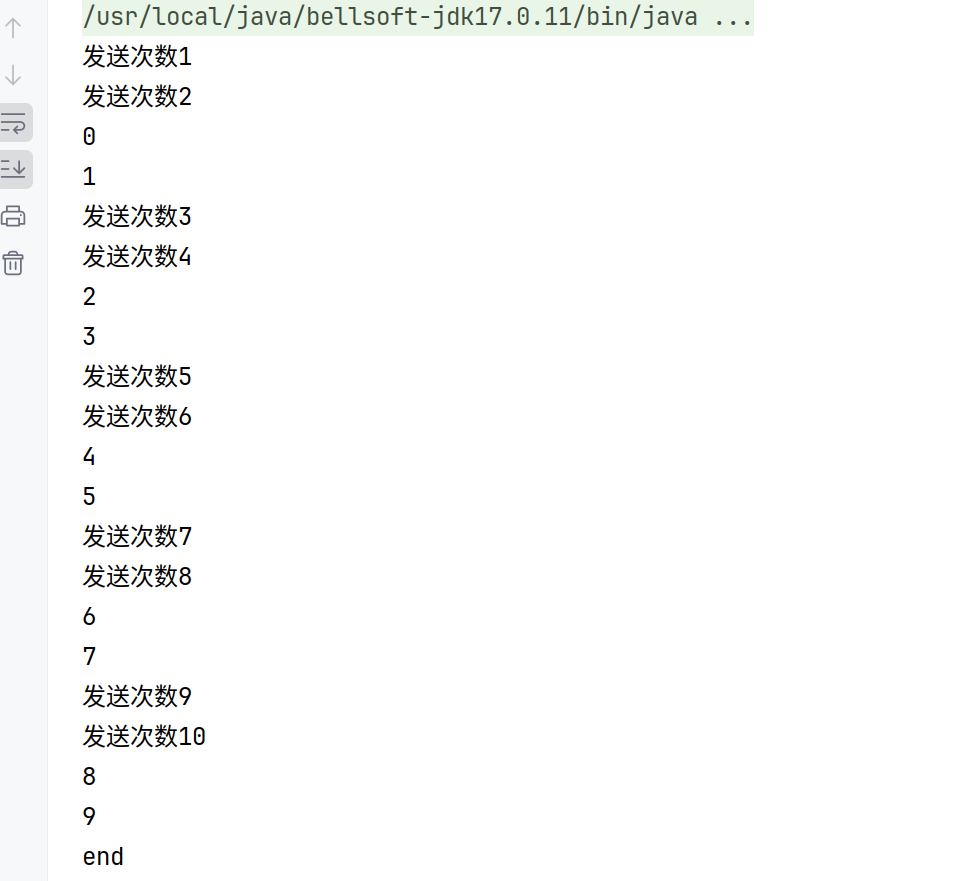 /usr/local/java/bellsoft-jdk17.0.11/bin/java ...
发送次数1
发送次数2
0
1
发送次数3
发送次数4
2
3
发送次数5
发送次数6
4
5
发送次数7
发送次数8
6
7
发送次数9
发送次数10
8
9
end